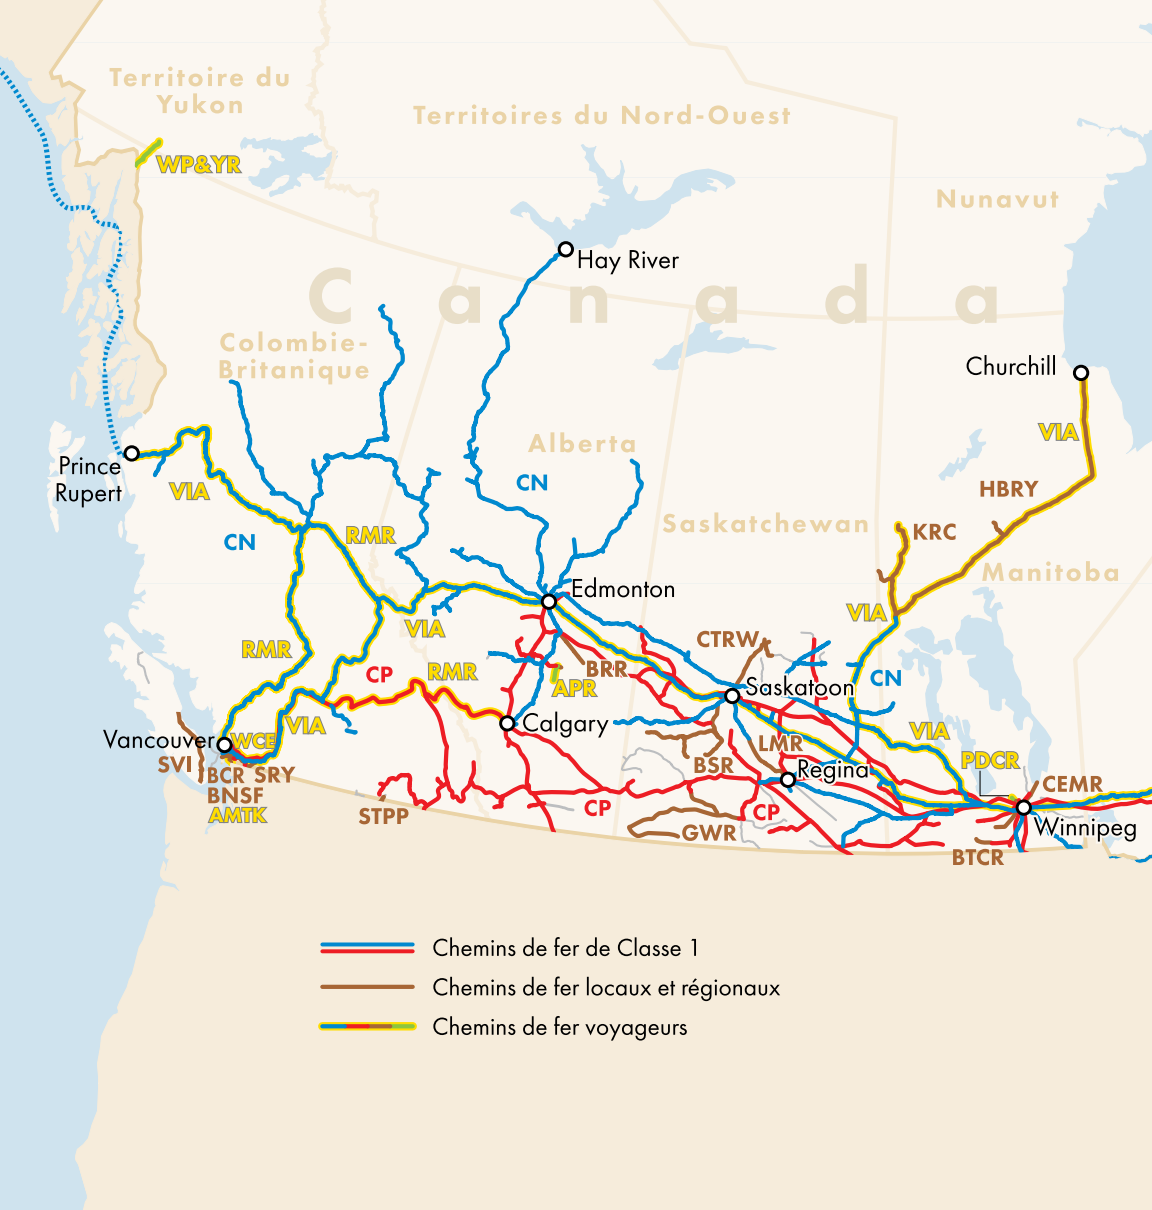 Territoire du
Yukon
Territoires du Nord-Ouest
WP&YR
Nunavut
Hay River
Canada
Colombie-
Britanique
Churchill
Alberta
VIA
Prince
Rupert
VIA
CN
HBRY
Saskatchewan
KRC
CN
RMR
Manitoba
Edmonton
VIA
VIA
CTRW
RMR
CP
RMR
BRR
APR
CN
Saskatoon
VIA
Calgary
Vancouver
WCE
VIA
LMR
PDCR
SVI
BCR SRY
BSR
Regina
CEMR
BNSF
AMTK
STPP
CP
CP
GWR
Winnipeg
BTCR
Chemins de fer de Classe 1
Chemins de fer locaux et régionaux
Chemins de fer voyageurs